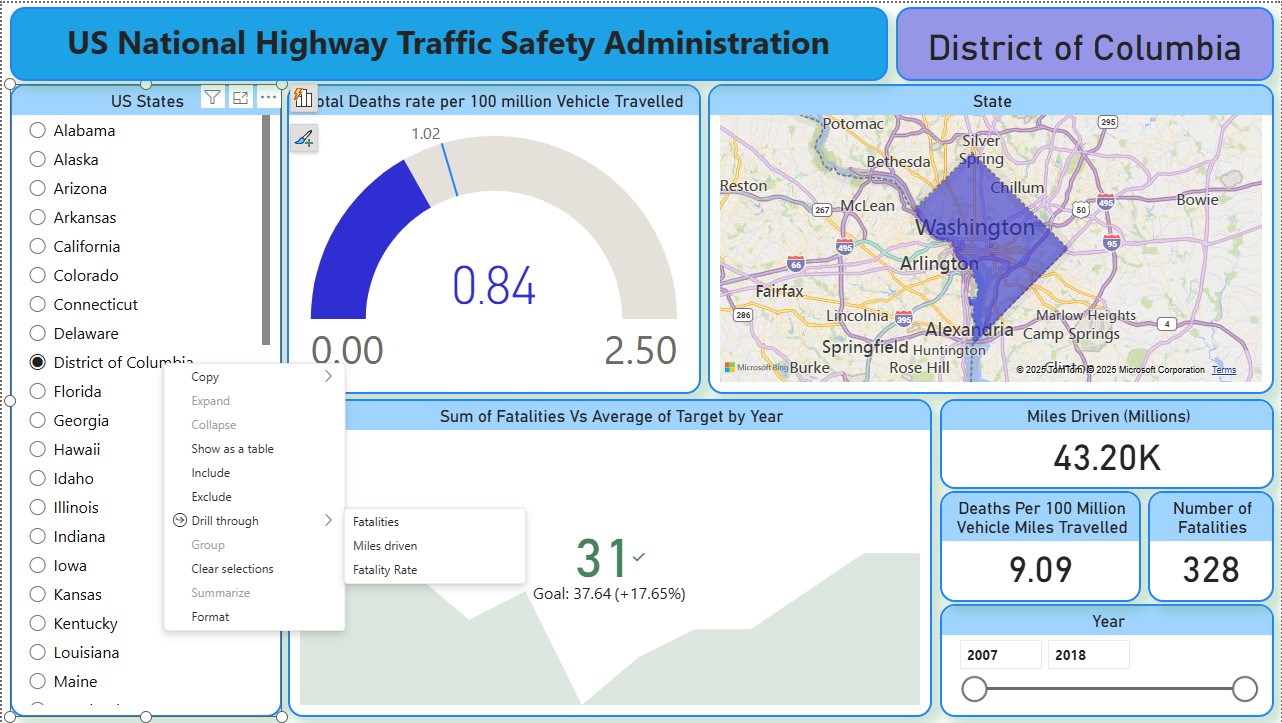 US National Highway Traffic Safety Administration
District of Columbia
US States
Alabama
Alaska
Arizona
Arkansas
California
Colorado
Connecticut
Delaware
District of Columbia
Florida
Georgia
Hawaii
Idaho
Illinois
Indiana
Iowa
Kansas
Kentucky
Louisiana
Maine
Copy
Expand
Collapse
Show as a table
Include
Exclude
Drill through
Group
Clear selections
Summarize
Format
Fatalities
Miles driven
Fatality Rate
otal Deaths rate per 100 million Vehicle Travelled
1.02
0.84
0.00
2.50
State
Potomac
295
Silver
Spring
Bethesda
Reston
Chillum
McLean
267
495
50
Bowie
Washington
495
95
66
Arlington
Fairfax
286
Lincolnia
395
Alexandria
Marlow Heights
4
Camp Springs
Springfield
Huntington
Microsoft Bing
Burke
Rose Hill
© 2025 TomTom, © 2025 Microsoft Corporation
Terms
Sum of Fatalities Vs Average of Target by Year
31
Goal: 37.64 (+17.65%)
Miles Driven (Millions)
43.20K
Deaths Per 100 Million
Vehicle Miles Travelled
9.09
Number of
Fatalities
328
Year
2007
2018